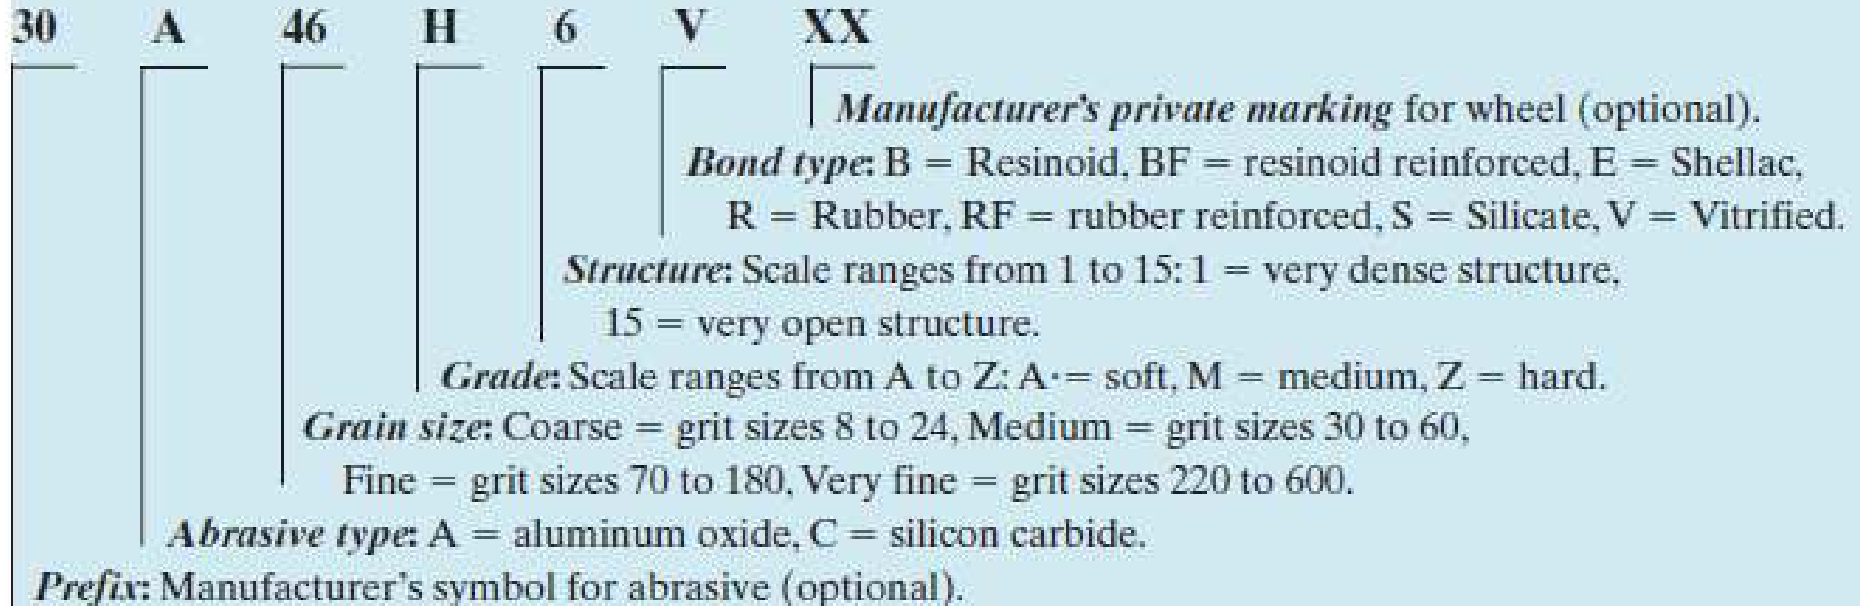 30 A 46 H 6 V XX
Manufacturer's private marking for wheel (optional).
Bond type: B = Resinoid, BF = resinoid reinforced, E = Shellac,
R = Rubber, RF = rubber reinforced, S = Silicate, V = Vitrified.
Structure: Scale ranges from 1 to 15: 1 = very dense structure,
15 = very open structure.
Grade: Scale ranges from A to Z: A·= soft, M = medium, Z = hard.
Grain size: Coarse = grit sizes 8 to 24, Medium = grit sizes 30 to 60,
Fine = grit sizes 70 to 180, Very fine = grit sizes 220 to 600.
Abrasive type: A = aluminum oxide, C = silicon carbide.
Prefix: Manufacturer's symbol for abrasive (optional).